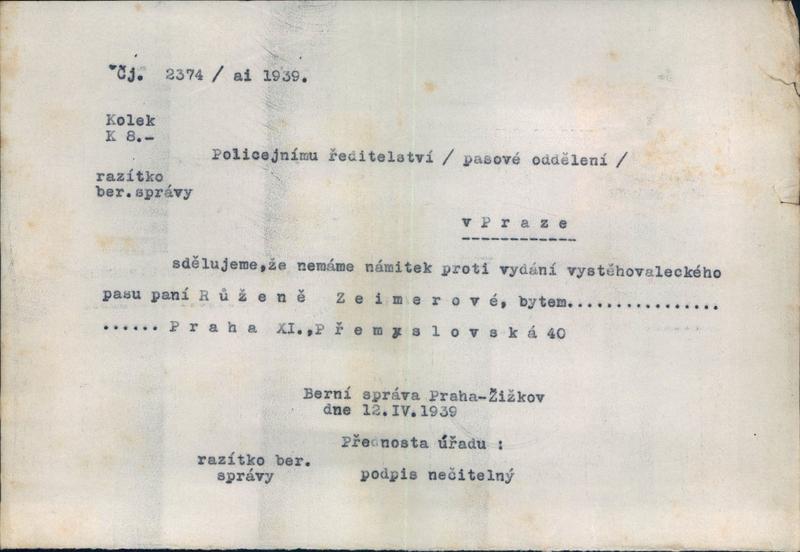 Čj. 2374 / ai 1939.
Kolek
K 8.-
Policejnímu ředitelství / pasové oddělení /
razítko
ber.správy
v P r a z e
sdělujeme,že nemáme námitek proti vydání vystěhovaleckého
pasu paní R ů ž e n ě Z e i m e r o v é, bytem................
...... P r a h a XI.,P ř e m y s l o v s k á 40
Berní správa Praha-Žižkov
dne 12.IV.1939
Přednosta úřadu :
razítko ber.
správy
podpis nečitelný